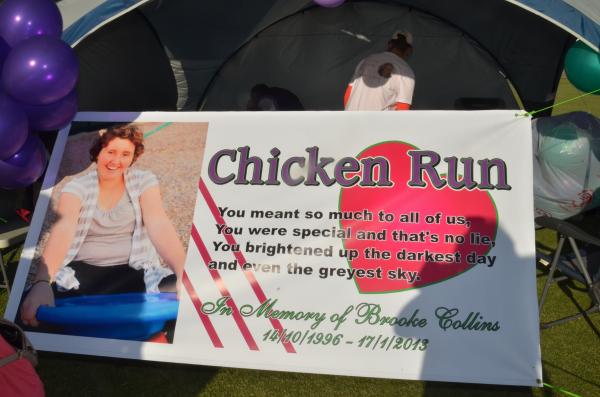 Chicken Run
You meant so much to all of us,
You were special and that's no lie,
You brightened up the darkest day
and even the greyest sky.
In Memory of Brooke Collins
14/10/1996 – 17/1/2013